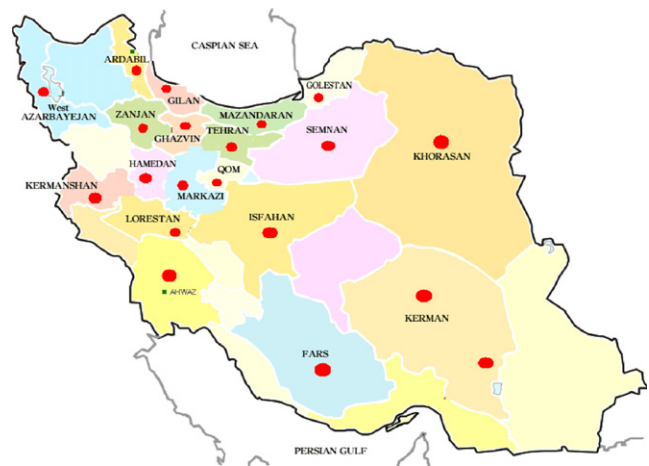 CASPIAN SEA
ARDABIL
GOLESTAN
West
AZARBAYEJAN
GILAN
ZANJAN
MAZANDARAN
GHAZVIN
TEHRAN
SEMNAN
KHORASAN
HAMEDAN
QOM
KERMANSHAN
MARKAZI
LORESTAN
ISFAHAN
AHWAZ
KERMAN
FARS
PERSIAN GULF